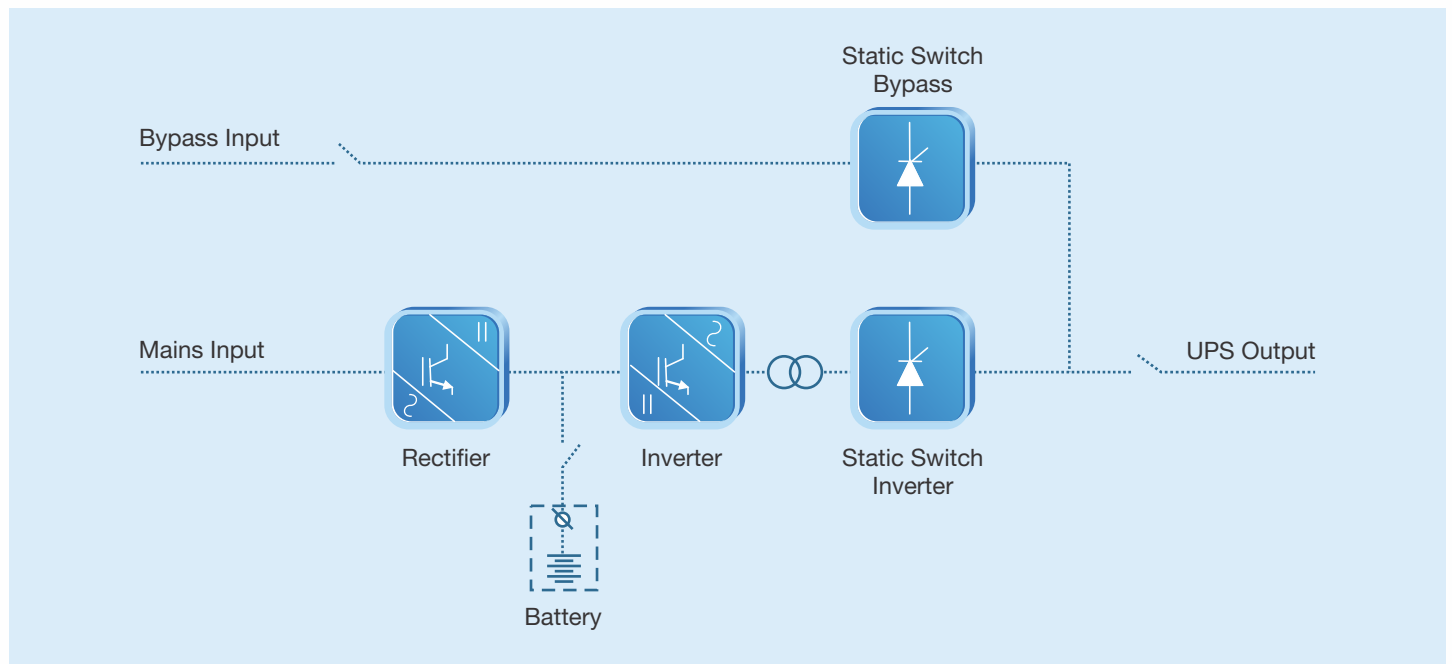 Static Switch
Bypass
Bypass Input
Mains Input
UPS Output
Rectifier
Inverter
Static Switch
Inverter
Battery